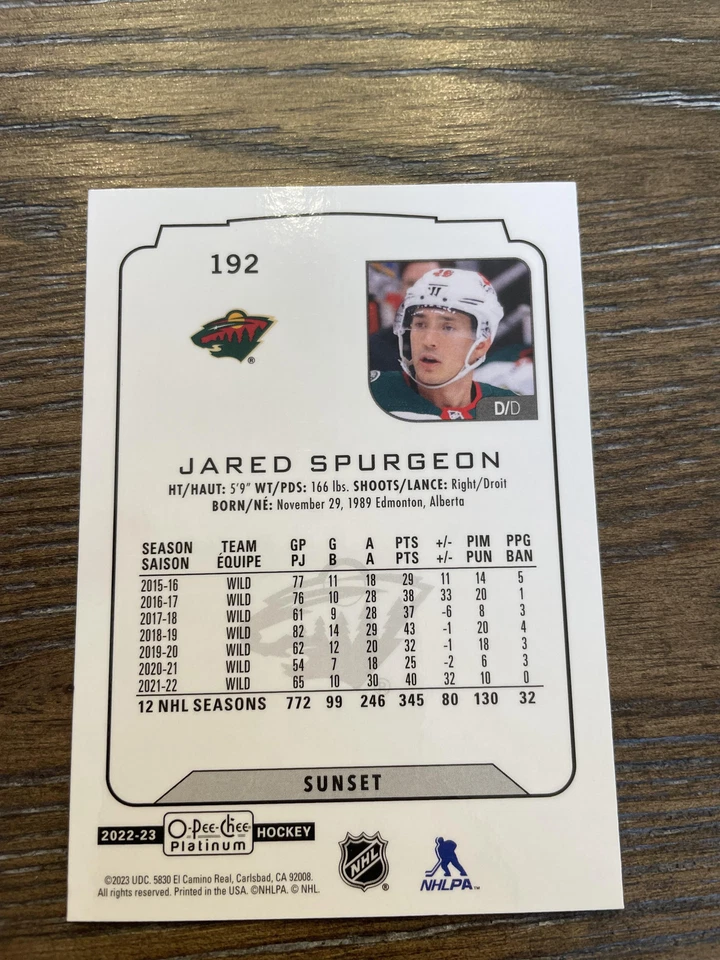 192
D/D
JARED SPURGEON
HT/HAUT: 5'9" WT/PDS: 166 lbs. SHOOTS/LANCE: Right/Droit
BORN/NÉ: November 29, 1989 Edmonton, Alberta
SEASON TEAM GP G A PTS +/- PIM PPG
SAISON ÉQUIPE PJ B A PTS +/- PUN BAN
2015-16 WILD 77 11 18 29 11 14 5
2016-17 WILD 76 10 28 38 33 20 1
2017-18 WILD 61 9 28 37 -6 8 3
2018-19 WILD 82 14 29 43 -1 20 4
2019-20 WILD 62 12 20 32 -1 18 3
2020-21 WILD 54 7 18 25 -2 6 3
2021-22 WILD 65 10 30 40 32 10 0
12 NHL SEASONS 772 99 246 345 80 130 32
SUNSET
2022-23 O-Pee-Chee Platinum HOCKEY
©2023 UDC. 5830 El Camino Real, Carlsbad, CA 92008.
All rights reserved. Printed in the USA. ©NHLPA. © NHL.
NHL ®
NHLPA™